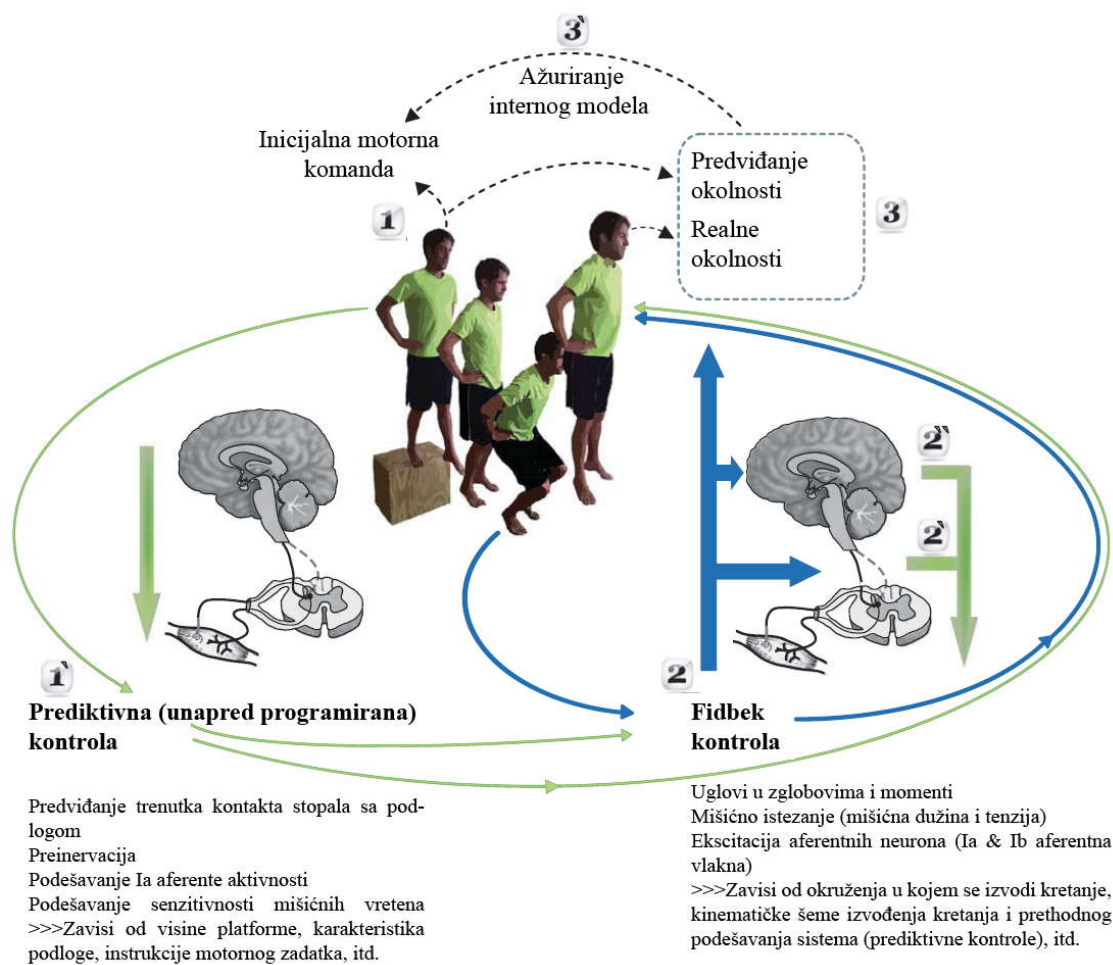 3`
Ažuriranje
internog modela
Inicijalna motorna
komanda
Predviđanje
okolnosti
Realne
okolnosti
1
3
2``
2`
1`
Prediktivna (unapred programirana)
kontrola
2
Fidbek
kontrola
Predviđanje trenutka kontakta stopala sa pod-
logom
Preinervacija
Podešavanje Ia aferente aktivnosti
Podešavanje senzitivnosti mišićnih vretena
>>>Zavisi od visine platforme, karakteristika
podloge, instrukcije motornog zadatka, itd.
Uglovi u zglobovima i momenti
Mišićno istezanje (mišićna dužina i tenzija)
Ekscitacija aferentnih neurona (Ia & Ib aferentna
vlakna)
>>>Zavisi od okruženja u kojem se izvodi kretanje,
kinematičke šeme izvođenja kretanja i prethodnog
podešavanja sistema (prediktivne kontrole), itd.